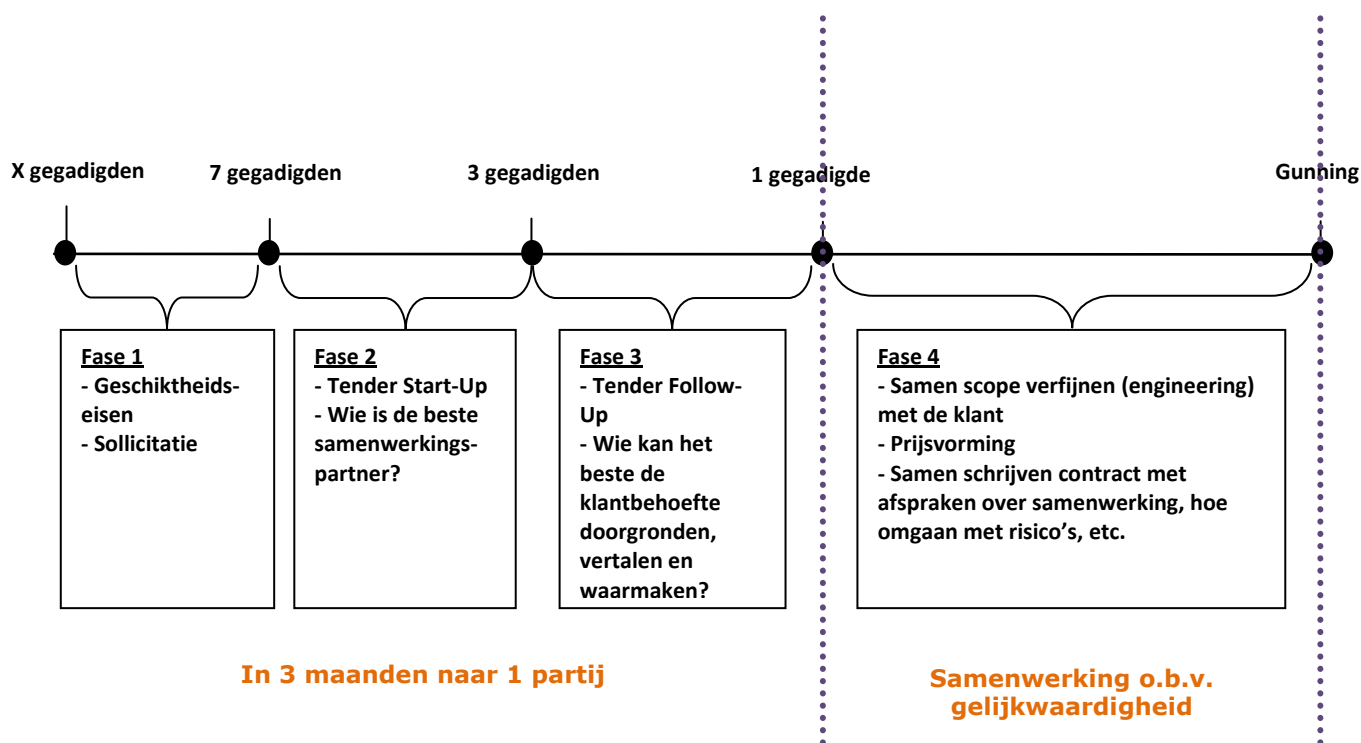 X gegadigden
7 gegadigden
3 gegadigden
1 gegadigde
Gunning
Fase 1
- Geschiktheids-
eisen
- Sollicitatie
Fase 2
- Tender Start-Up
- Wie is de beste
samenwerkings-
partner?
Fase 3
- Tender Follow-
Up
- Wie kan het
beste de
klantbehoefte
doorgronden,
vertalen en
waarmaken?
Fase 4
- Samen scope verfijnen (engineering)
met de klant
- Prijsvorming
- Samen schrijven contract met
afspraken over samenwerking, hoe
omgaan met risico’s, etc.
In 3 maanden naar 1 partij
Samenwerking o.b.v.
gelijkwaardigheid